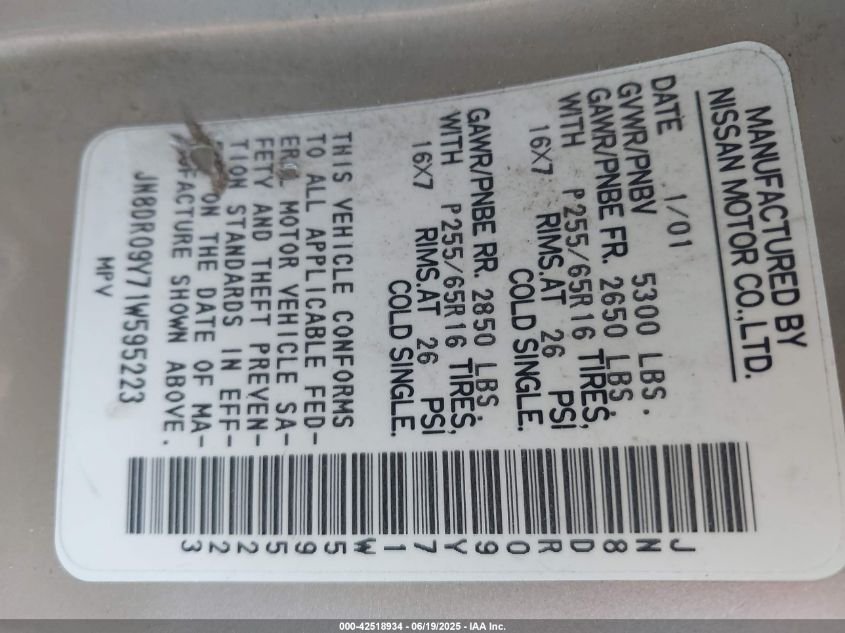 MANUFACTURED BY
NISSAN MOTOR CO.,LTD.
DATE 1/01
GVWR/PNBV 5300 LBS.
GAWR/PNBE FR. 2650 LBS.
WITH P255/65R16 TIRES,
16X7 RIMS.AT 26 PSI
COLD SINGLE.
GAWR/PNBE RR. 2850 LBS.
WITH P255/65R16 TIRES,
16X7 RIMS.AT 26 PSI
COLD SINGLE.
THIS VEHICLE CONFORMS
TO ALL APPLICABLE FED-
ERAL MOTOR VEHICLE SA-
FETY AND THEFT PREVEN-
TION STANDARDS IN EFF-
ON THE DATE OF MA-
FACTURE SHOWN ABOVE.
JN8DR09Y71W595223
MPV
JN8DR09Y71W595223
000-42518934 - 06/19/2025 - IAA Inc.